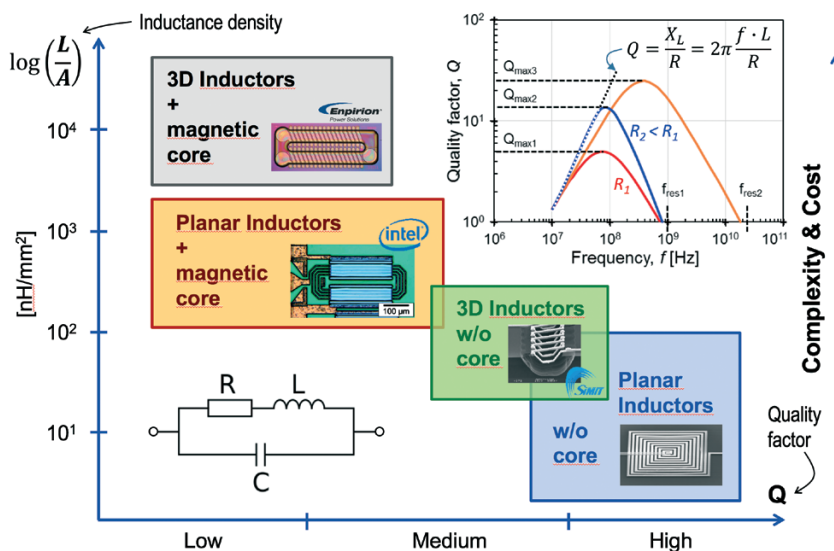 Inductance density
log(L/A)
[nH/mm²]
10⁴
10³
10²
10¹
3D Inductors
+
magnetic
core
Enpirion
Power Solutions
Planar Inductors
+
magnetic
core
intel
100 µm
3D Inductors
w/o
core
SIMIT
Planar
Inductors
w/o
core
R
L
C
Quality factor, Q
10²
10¹
10⁰
Q = X_L/R = 2π f · L/R
Qmax3
Qmax2
Qmax1
R₂ < R₁
R₁
fres1
fres2
10⁶
10⁷
10⁸
10⁹
10¹⁰
10¹¹
Frequency, f [Hz]
Complexity & Cost
Quality
factor
Q
Low
Medium
High